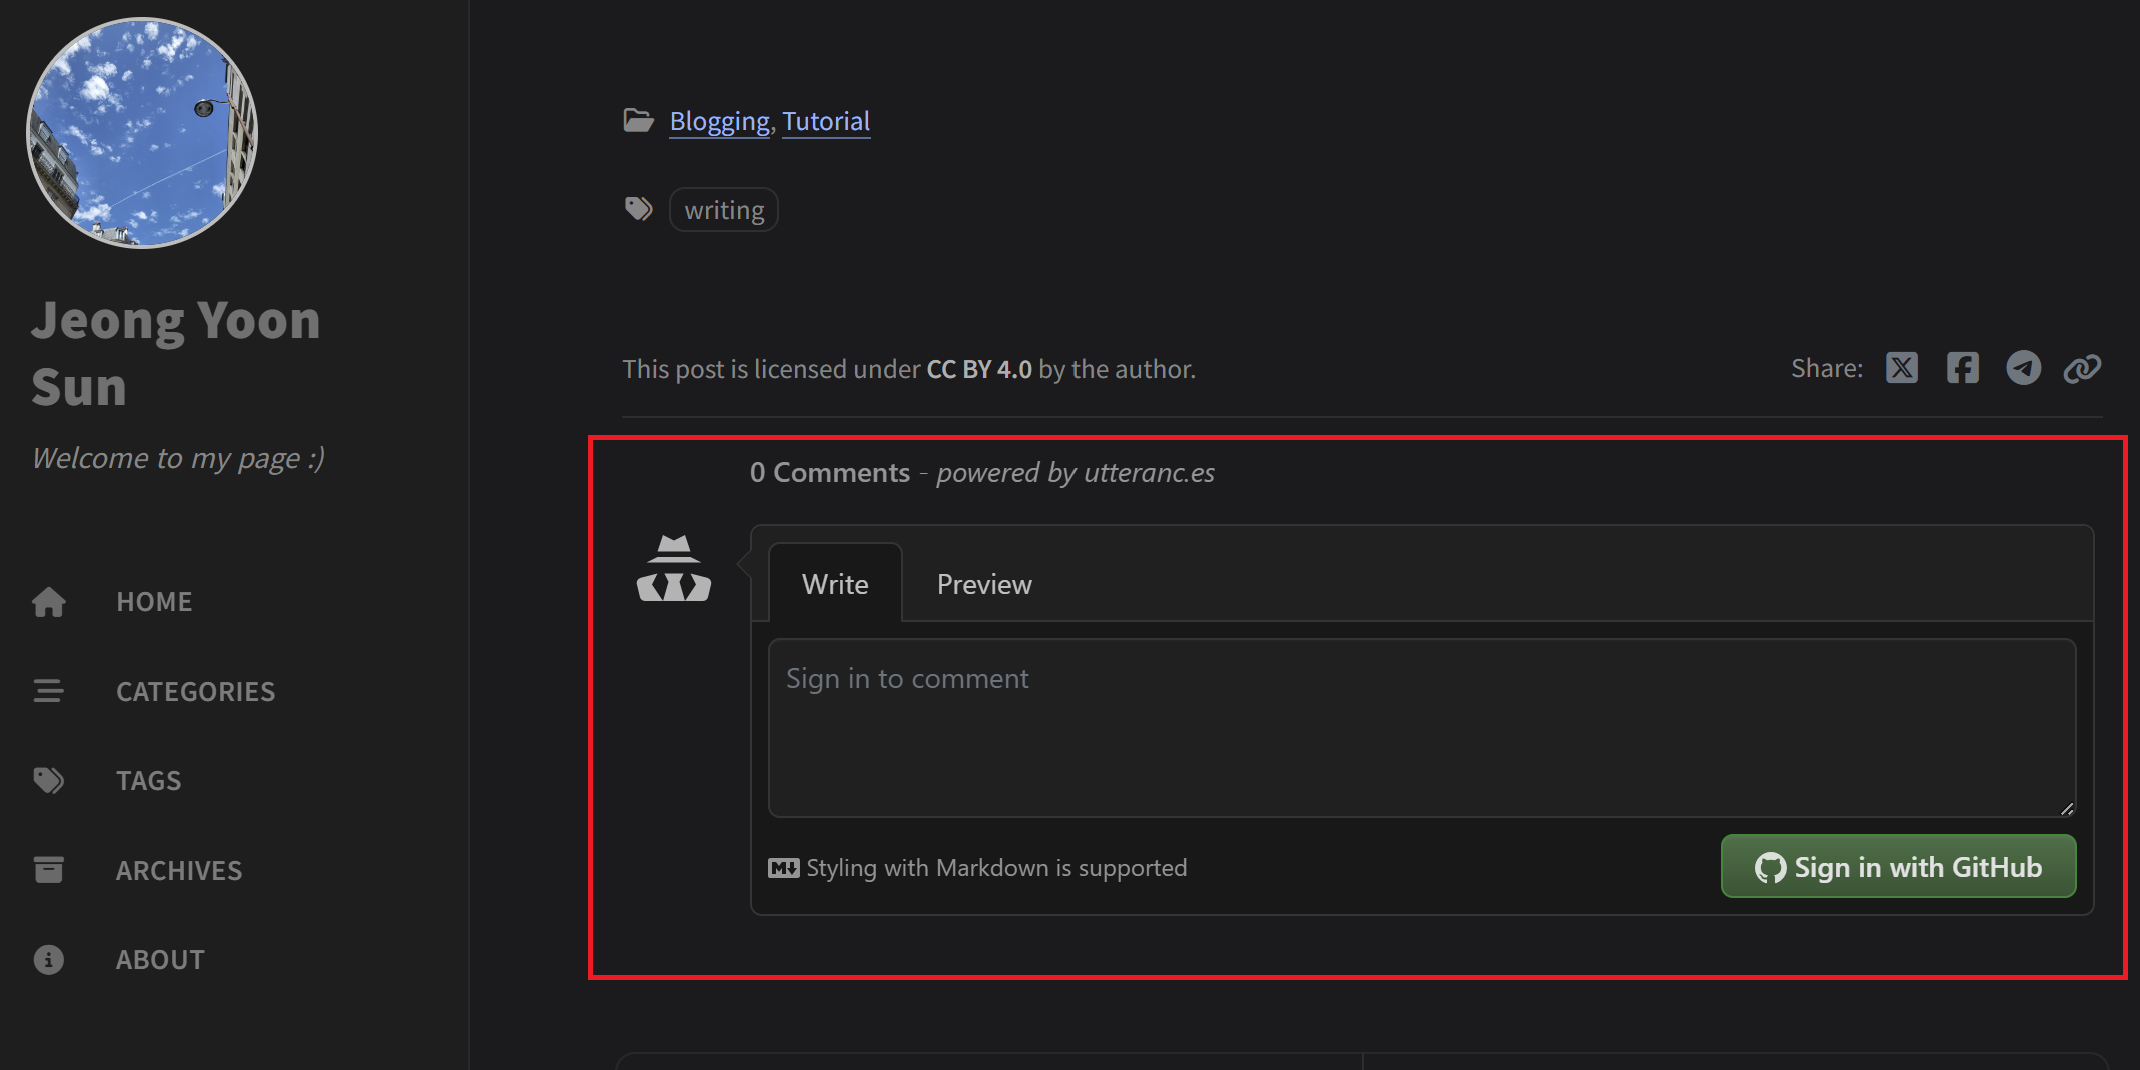 Jeong Yoon
Sun
Welcome to my page :)
HOME
CATEGORIES
TAGS
ARCHIVES
ABOUT
Blogging, Tutorial
writing
This post is licensed under CC BY 4.0 by the author.
Share:
0 Comments - powered by utteranc.es
Write
Preview
Sign in to comment
Styling with Markdown is supported
Sign in with GitHub